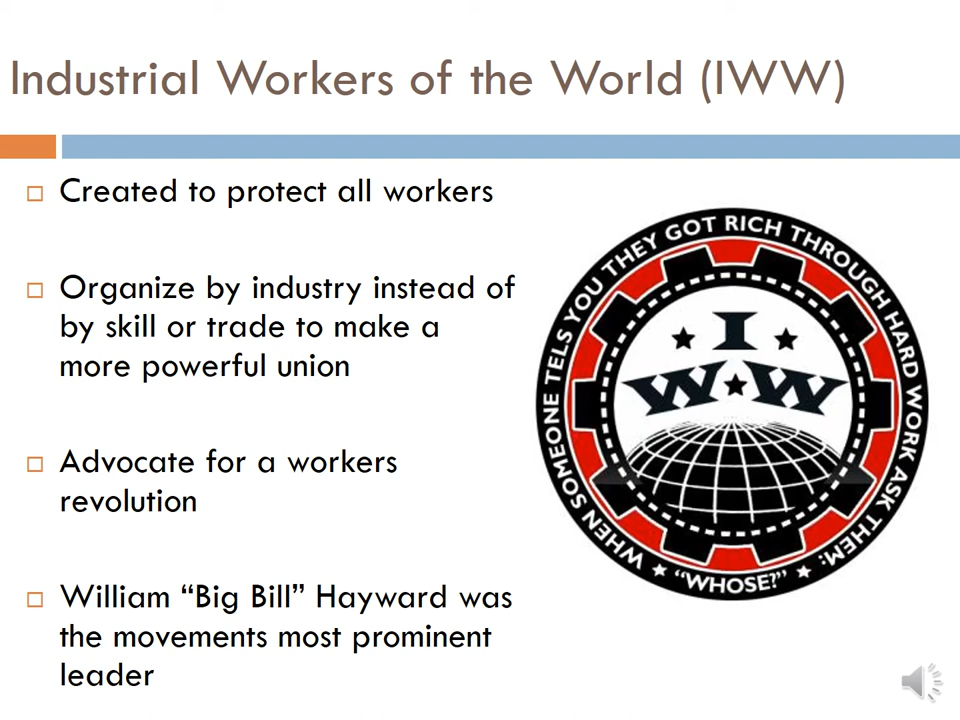 Industrial Workers of the World (IWW)
Created to protect all workers
Organize by industry instead of
by skill or trade to make a
more powerful union
Advocate for a workers
revolution
William “Big Bill” Hayward was
the movements most prominent
leader
WHEN SOMEONE TELLS YOU THEY GOT RICH THROUGH HARD WORK ASK THEM:
“WHOSE?”
I
W W